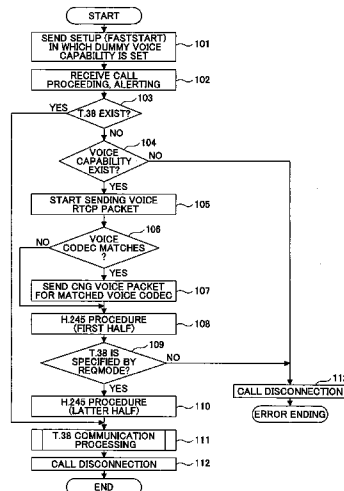 START
SEND SETUP (FASTSTART)
IN WHICH DUMMY VOICE
CAPABILITY IS SET
101
RECEIVE CALL
PROCEEDING, ALERTING
102
103
YES
T.38 EXIST?
NO
104
VOICE
CAPABILITY
EXIST?
NO
YES
START SENDING VOICE
RTCP PACKET
105
106
NO
VOICE
CODEC MATCHES
?
YES
SEND CNG VOICE PACKET
FOR MATCHED VOICE CODEC
107
H.245 PROCEDURE
(FIRST HALF)
108
109
T.38 IS
SPECIFIED BY
REQMODE?
NO
YES
H.245 PROCEDURE
(LATTER HALF)
110
CALL DISCONNECTION
ERROR ENDING
T.38 COMMUNICATION
PROCESSING
111
CALL DISCONNECTION
112
END